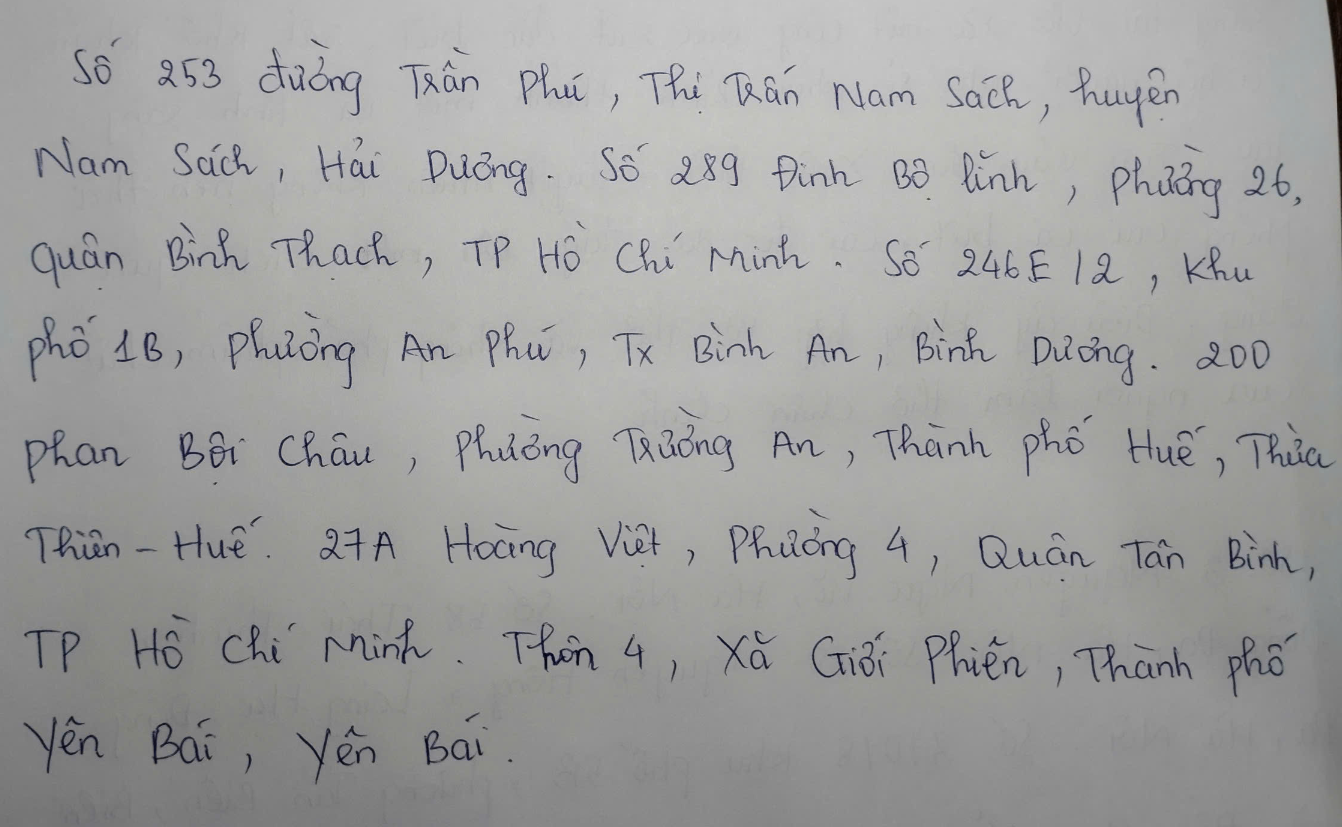 Số 253 đường Trần Phú, Thị Trấn Nam Sách, huyện
Nam Sách, Hải Dương. Số 289 Đinh Bộ lĩnh, phường 26,
quận Bình Thạch, TP Hồ Chí Minh. Số 246E/2, Khu
phố 1B, phường An Phú, Tx Bình An, Bình Dương. 200
phan Bội Châu, phường Trường An, Thành phố Huế, Thừa
Thiên - Huế. 27A Hoàng Việt, Phường 4, Quận Tân Bình,
TP Hồ Chí Minh. Thôn 4, Xã Giới Phiên, Thành phố
Yên Bái, Yên Bái.